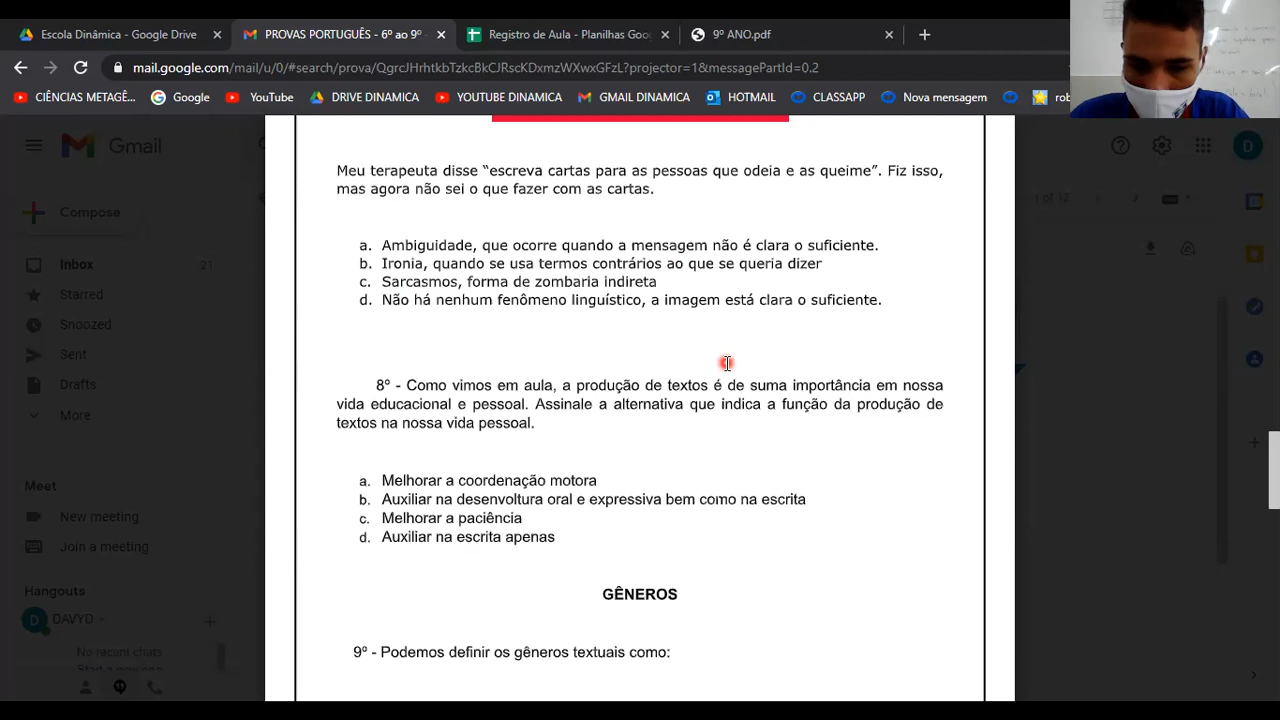 Escola Dinâmica - Google Drive
PROVAS PORTUGUÊS - 6º ao 9º
Registro de Aula - Planilhas Goo
9º ANO.pdf
mail.google.com/mail/u/0/#search/prova/QgrcJHrhtkbTzkcBkCJRscKDxmzWXwxGFzL?projector=1&messagePartId=0.2
CIÊNCIAS METAGÊ...
Google
YouTube
DRIVE DINAMICA
YOUTUBE DINAMICA
GMAIL DINAMICA
HOTMAIL
CLASSAPP
Nova mensagem
rob
Gmail
D
Compose
Inbox
21
Starred
Snoozed
Sent
Drafts
More
Meet
New meeting
Join a meeting
Hangouts
D
DAVYD
No recent chats
Meu terapeuta disse “escreva cartas para as pessoas que odeia e as queime”. Fiz isso,
mas agora não sei o que fazer com as cartas.
a. Ambiguidade, que ocorre quando a mensagem não é clara o suficiente.
b. Ironia, quando se usa termos contrários ao que se queria dizer
c. Sarcasmos, forma de zombaria indireta
d. Não há nenhum fenômeno linguístico, a imagem está clara o suficiente.
8º - Como vimos em aula, a produção de textos é de suma importância em nossa
vida educacional e pessoal. Assinale a alternativa que indica a função da produção de
textos na nossa vida pessoal.
a. Melhorar a coordenação motora
b. Auxiliar na desenvoltura oral e expressiva bem como na escrita
c. Melhorar a paciência
d. Auxiliar na escrita apenas
GÊNEROS
9º - Podemos definir os gêneros textuais como: